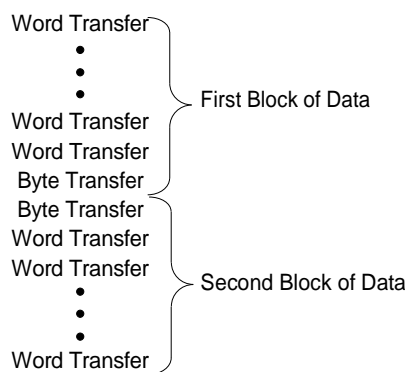 Word Transfer
•
•
•
First Block of Data
Word Transfer
Word Transfer
Byte Transfer
Byte Transfer
Word Transfer
Word Transfer
Second Block of Data
•
•
•
Word Transfer